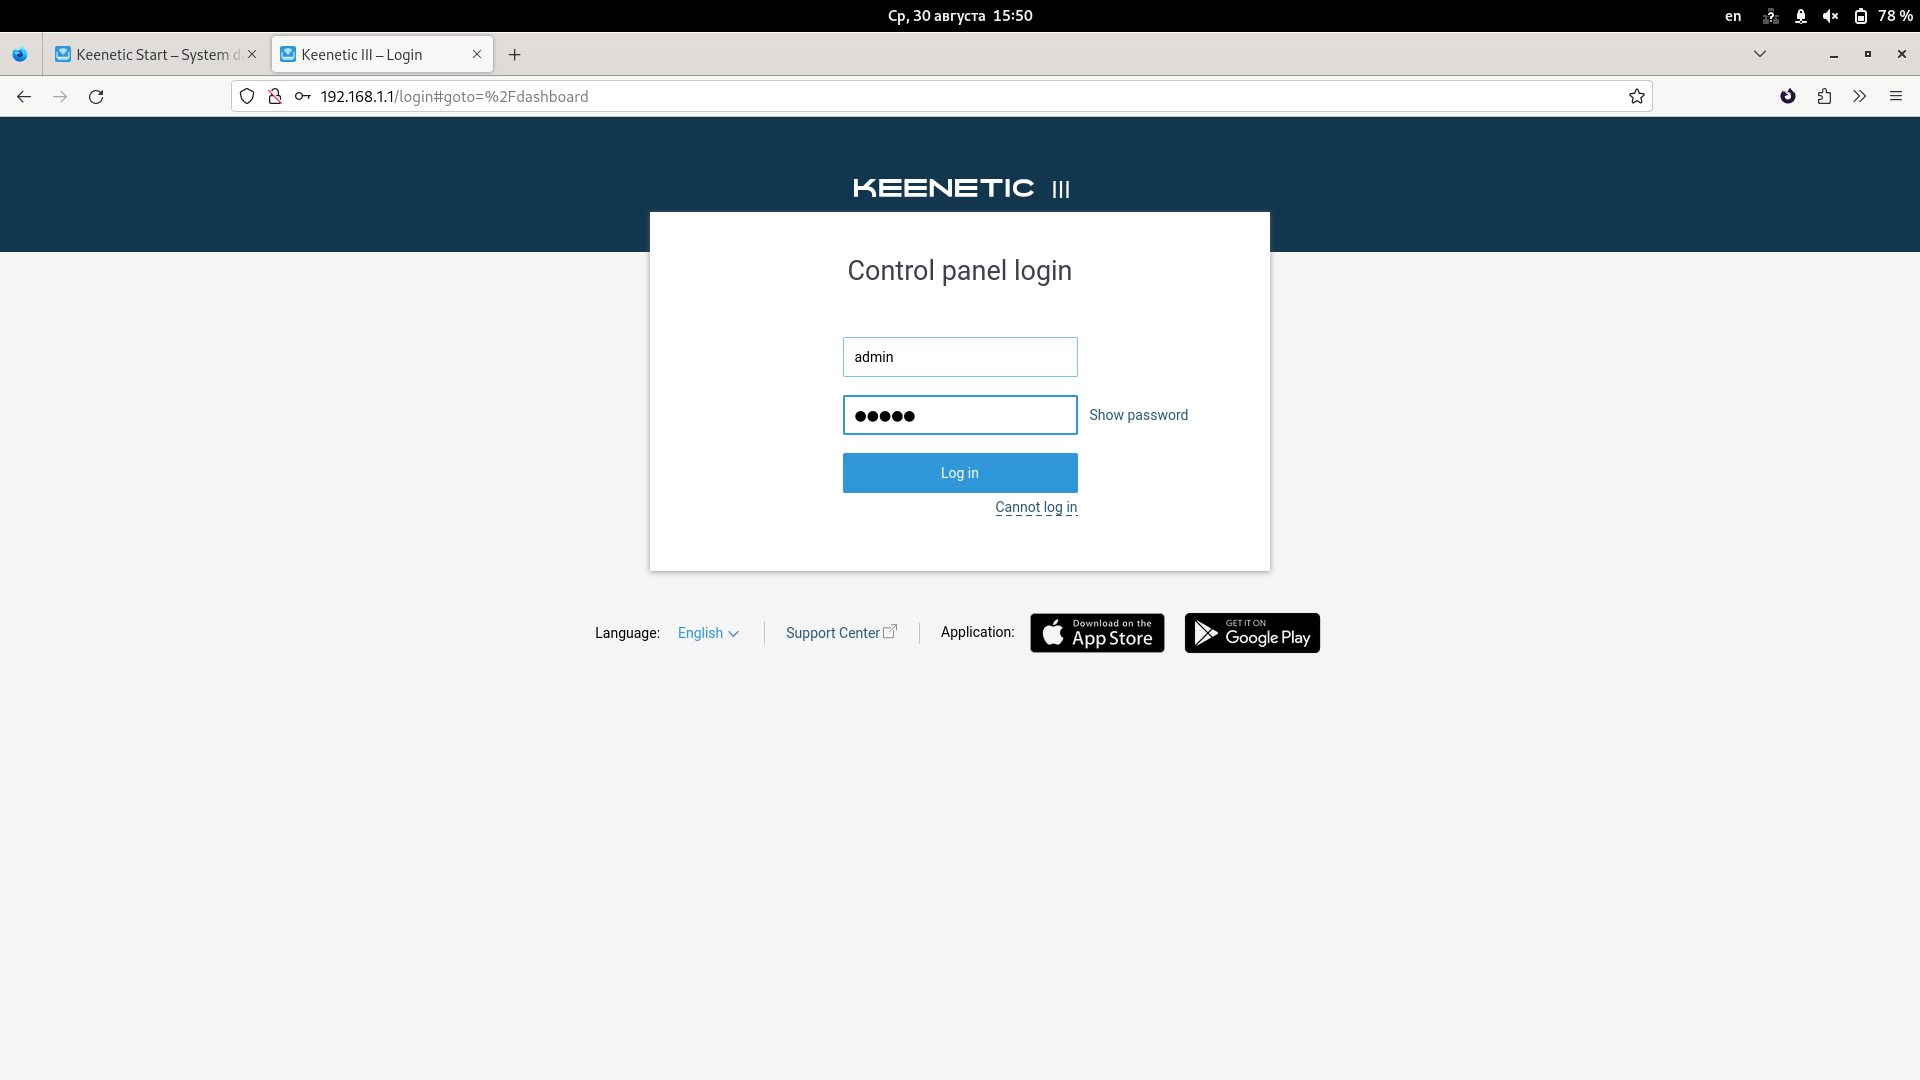 Ср, 30 августа 15:50
en
78 %
Keenetic Start – System d
Keenetic III – Login
192.168.1.1/login#goto=%2Fdashboard
KEENETIC III
Control panel login
admin
●●●●●
Show password
Log in
Cannot log in
Language: English
Support Center
Application:
Download on the
App Store
GET IT ON
Google Play